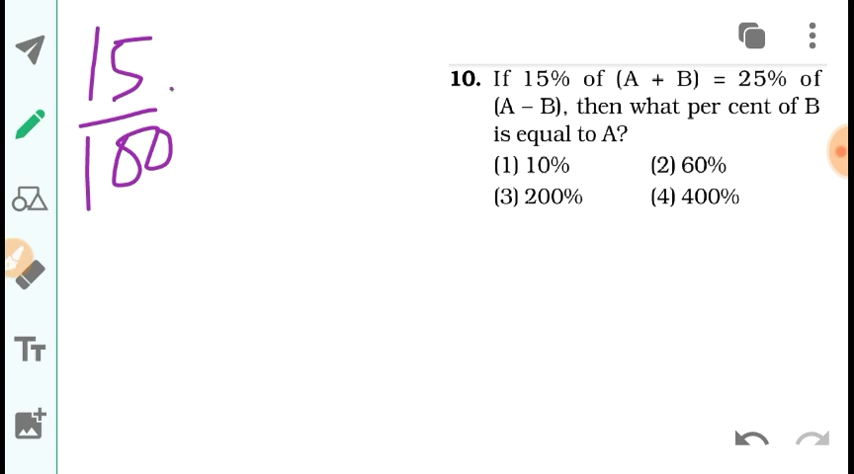 15
100
10. If 15% of (A + B) = 25% of
(A – B), then what per cent of B
is equal to A?
(1) 10% (2) 60%
(3) 200% (4) 400%
TT